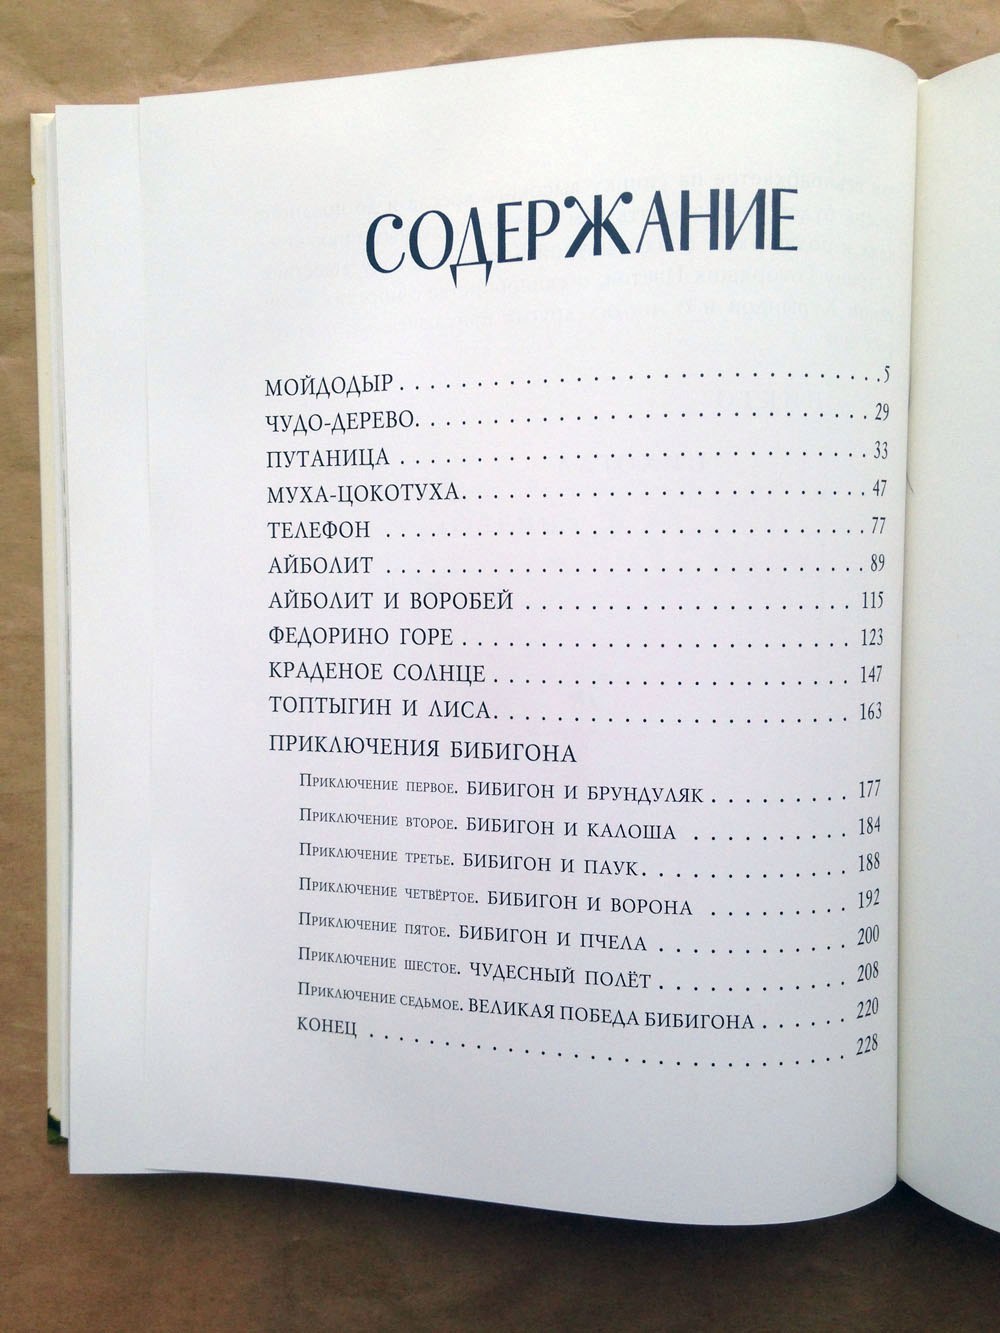 СОДЕРЖАНИЕ
МОЙДОДЫР . . . . . . . . . . . . . . . . . . . . . . . . . . . . . . . . 5
ЧУДО-ДЕРЕВО. . . . . . . . . . . . . . . . . . . . . . . . . . . . . . 29
ПУТАНИЦА . . . . . . . . . . . . . . . . . . . . . . . . . . . . . . . 33
МУХА-ЦОКОТУХА. . . . . . . . . . . . . . . . . . . . . . . . . . . 47
ТЕЛЕФОН . . . . . . . . . . . . . . . . . . . . . . . . . . . . . . . . 77
АЙБОЛИТ . . . . . . . . . . . . . . . . . . . . . . . . . . . . . . . . 89
АЙБОЛИТ И ВОРОБЕЙ . . . . . . . . . . . . . . . . . . . . . . 115
ФЕДОРИНО ГОРЕ . . . . . . . . . . . . . . . . . . . . . . . . . . 123
КРАДЕНОЕ СОЛНЦЕ . . . . . . . . . . . . . . . . . . . . . . . . 147
ТОПТЫГИН И ЛИСА. . . . . . . . . . . . . . . . . . . . . . . . 163
ПРИКЛЮЧЕНИЯ БИБИГОНА
Приключение первое. БИБИГОН И БРУНДУЛЯК . . . . . . . . . 177
Приключение второе. БИБИГОН И КАЛОША . . . . . . . . . . 184
Приключение третье. БИБИГОН И ПАУК. . . . . . . . . . . . . 188
Приключение четвёртое. БИБИГОН И ВОРОНА . . . . . . . . . 192
Приключение пятое. БИБИГОН И ПЧЕЛА . . . . . . . . . . . . 200
Приключение шестое. ЧУДЕСНЫЙ ПОЛЁТ . . . . . . . . . . . . 208
Приключение седьмое. ВЕЛИКАЯ ПОБЕДА БИБИГОНА . . . . . . 220
КОНЕЦ . . . . . . . . . . . . . . . . . . . . . . . . . . . . . . 228